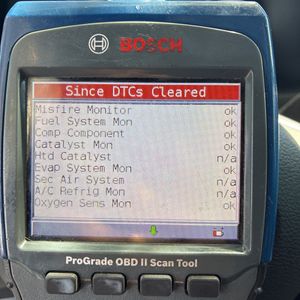 BOSCH
Since DTCs Cleared
Misfire Monitor ok
Fuel System Mon ok
Comp Component ok
Catalyst Mon ok
Htd Catalyst n/a
Evap System Mon ok
Sec Air System n/a
A/C Refrig Mon n/a
Oxygen Sens Mon ok
ProGrade OBD II Scan Tool